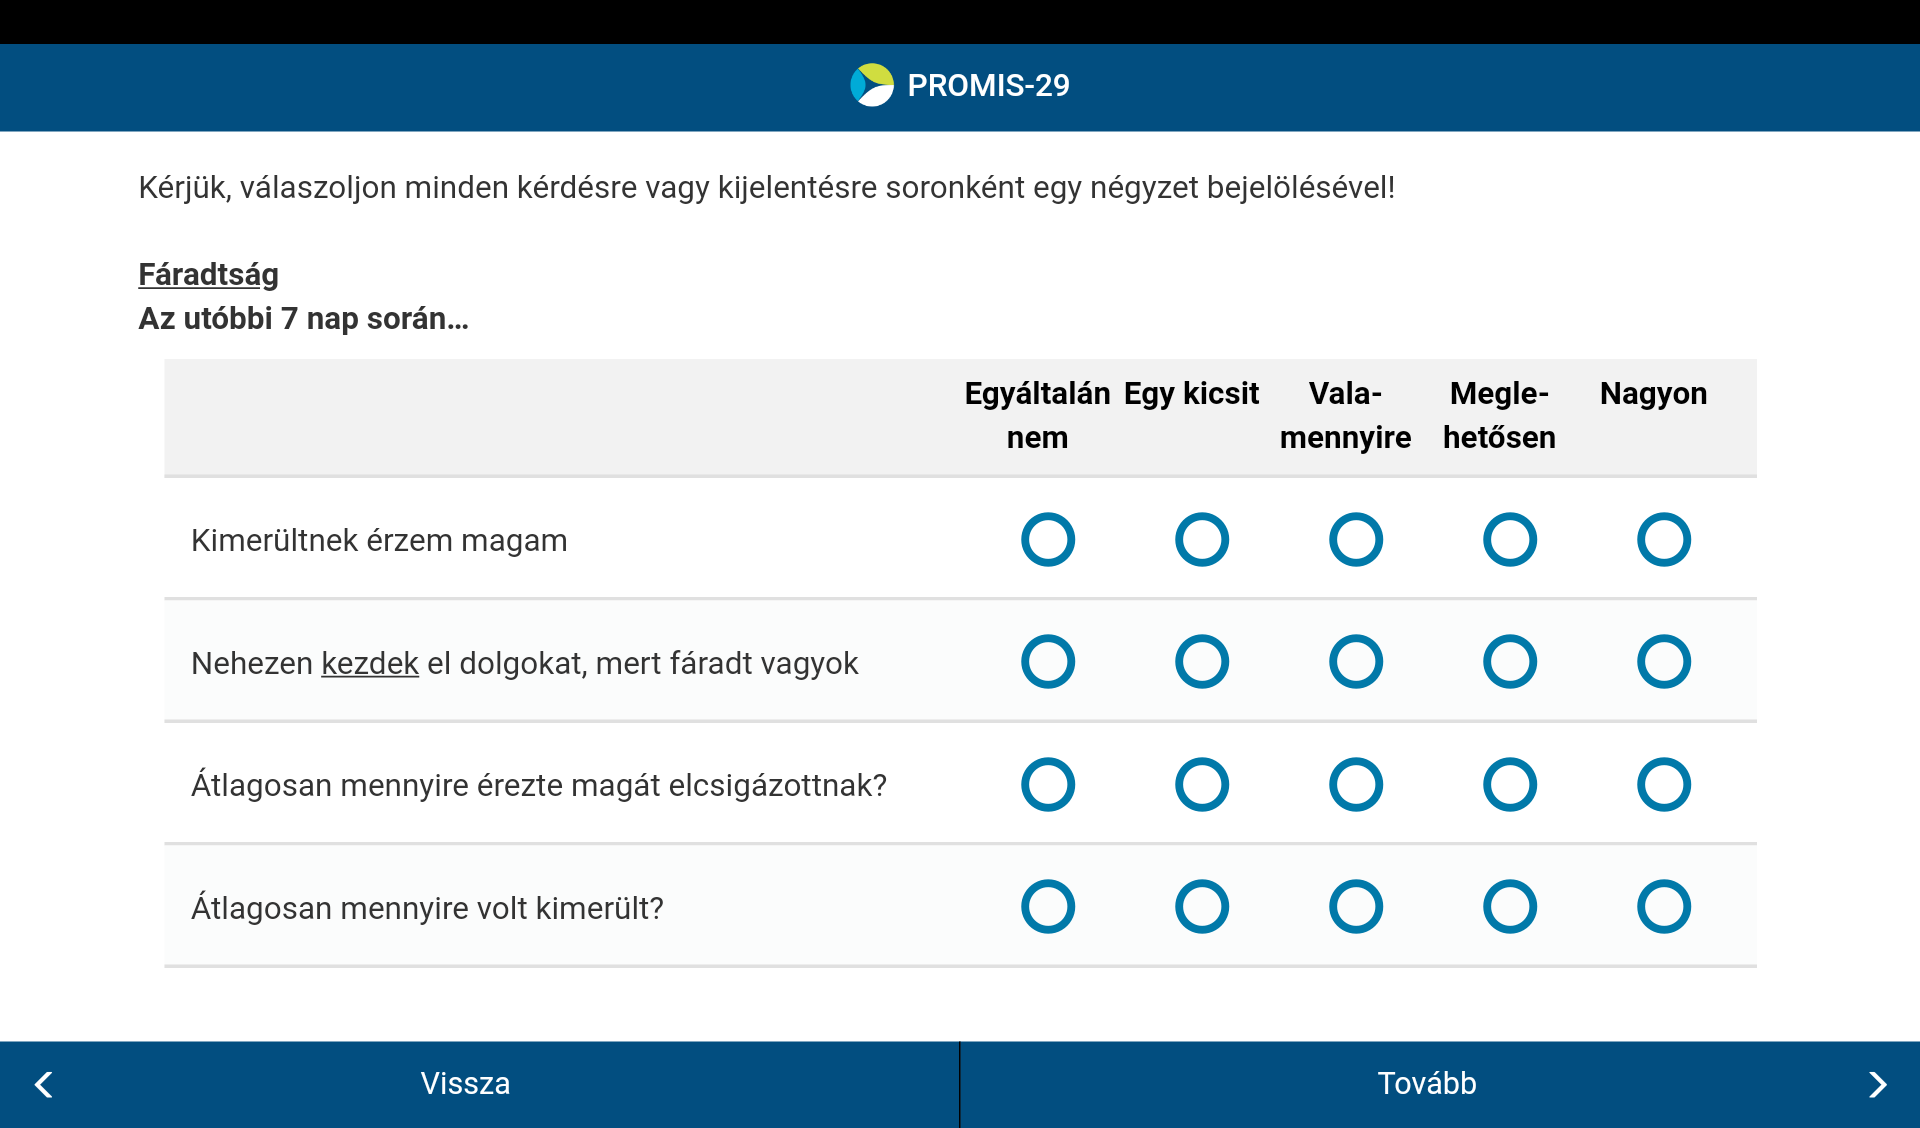 PROMIS-29
Kérjük, válaszoljon minden kérdésre vagy kijelentésre soronként egy négyzet bejelölésével!
Fáradtság
Az utóbbi 7 nap során...
Egyáltalán nem
Egy kicsit
Vala-mennyire
Megle-hetősen
Nagyon
Kimerültnek érzem magam
Nehezen kezdek el dolgokat, mert fáradt vagyok
Átlagosan mennyire érezte magát elcsigázottnak?
Átlagosan mennyire volt kimerült?
Vissza
Tovább